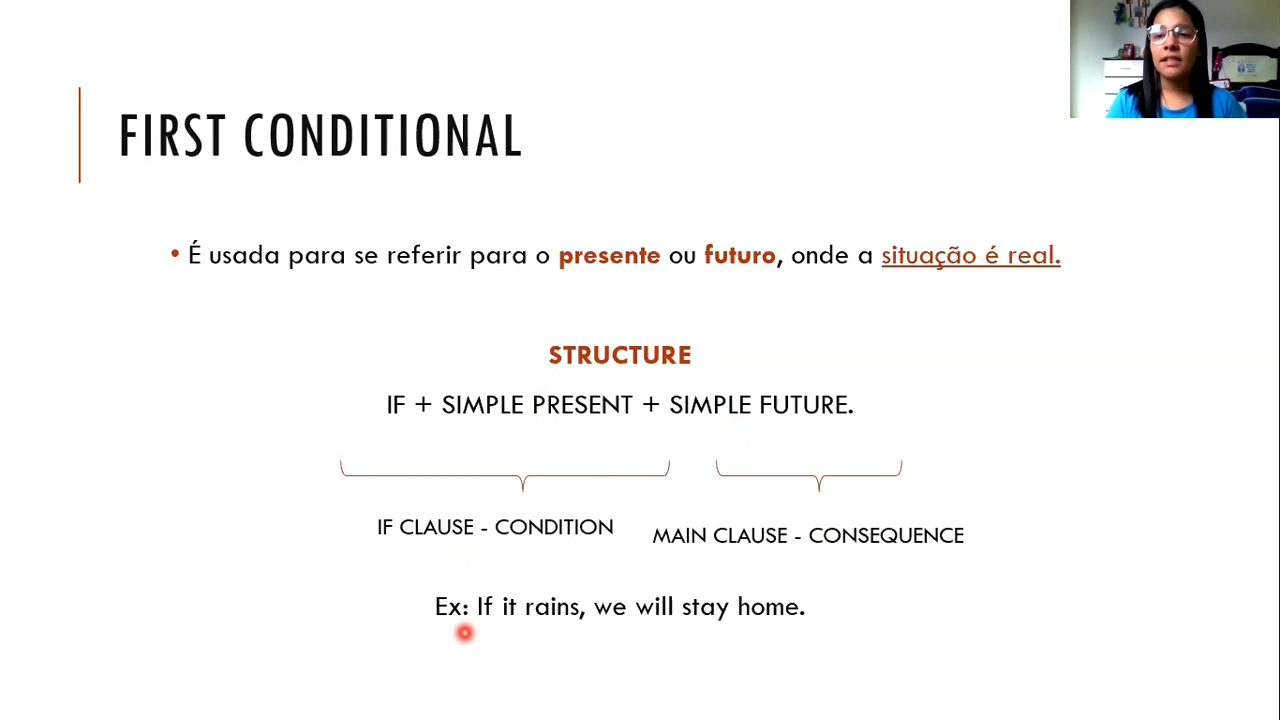 FIRST CONDITIONAL
• É usada para se referir para o presente ou futuro, onde a situação é real.
STRUCTURE
IF + SIMPLE PRESENT + SIMPLE FUTURE.
IF CLAUSE - CONDITION
MAIN CLAUSE - CONSEQUENCE
Ex: If it rains, we will stay home.